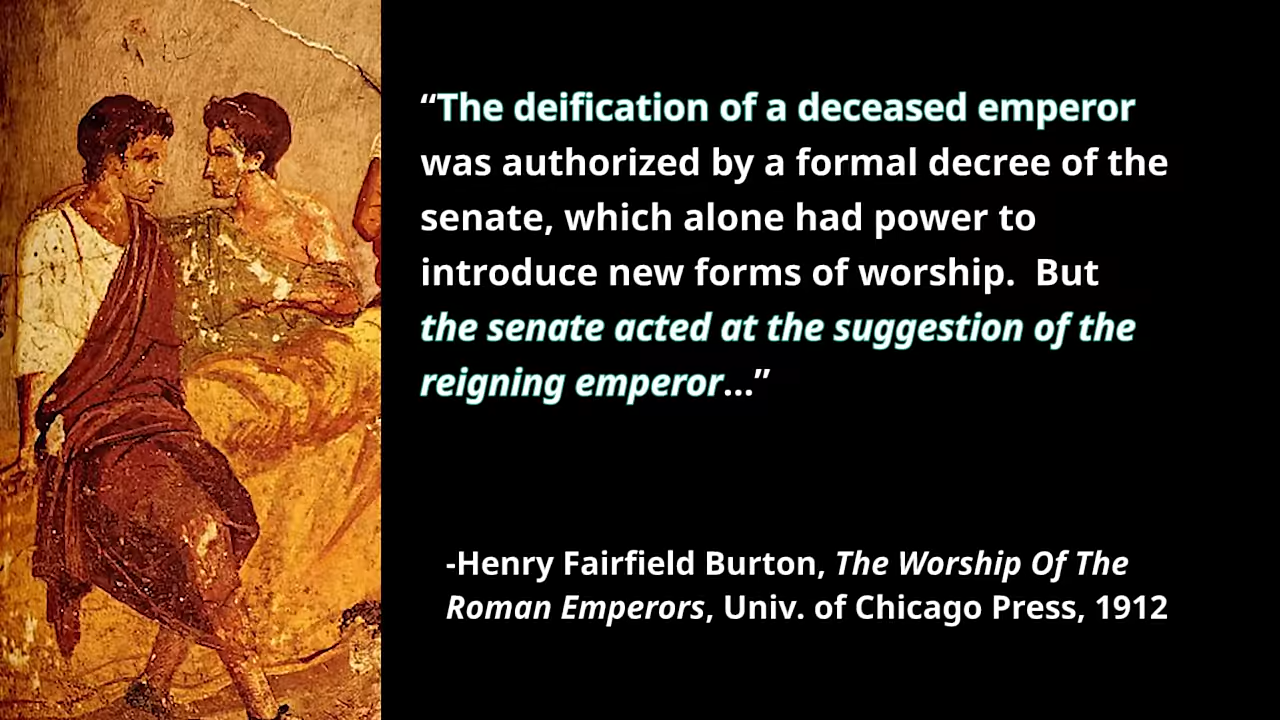 “The deification of a deceased emperor
was authorized by a formal decree of the
senate, which alone had power to
introduce new forms of worship.  But
the senate acted at the suggestion of the
reigning emperor...”
-Henry Fairfield Burton, The Worship Of The
Roman Emperors, Univ. of Chicago Press, 1912